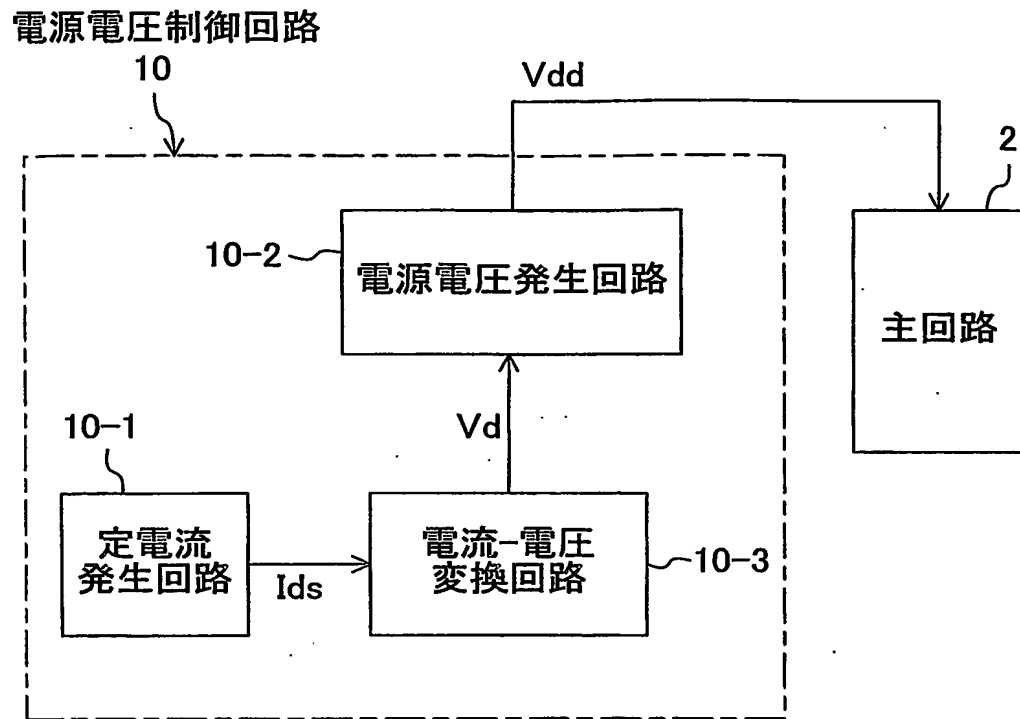 電源電圧制御回路
10
Vdd
2
10-2
電源電圧発生回路
主回路
10-1
Vd
定電流
発生回路
Ids
電流-電圧
変換回路
10-3